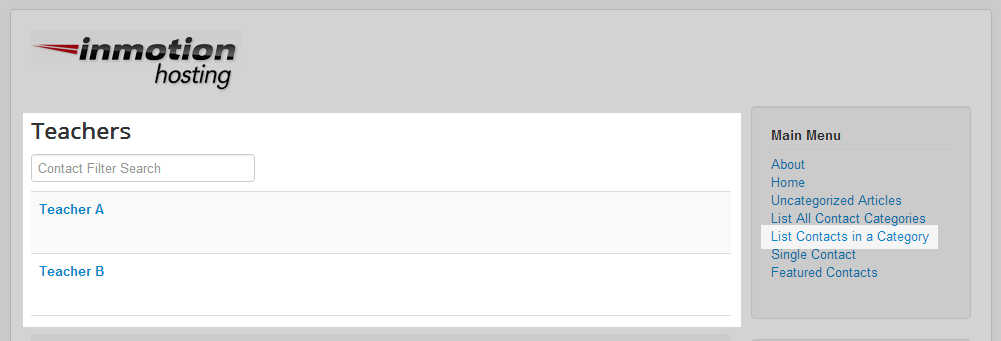 inmotion
hosting
Teachers
Contact Filter Search
Teacher A
Teacher B
Main Menu
About
Home
Uncategorized Articles
List All Contact Categories
List Contacts in a Category
Single Contact
Featured Contacts